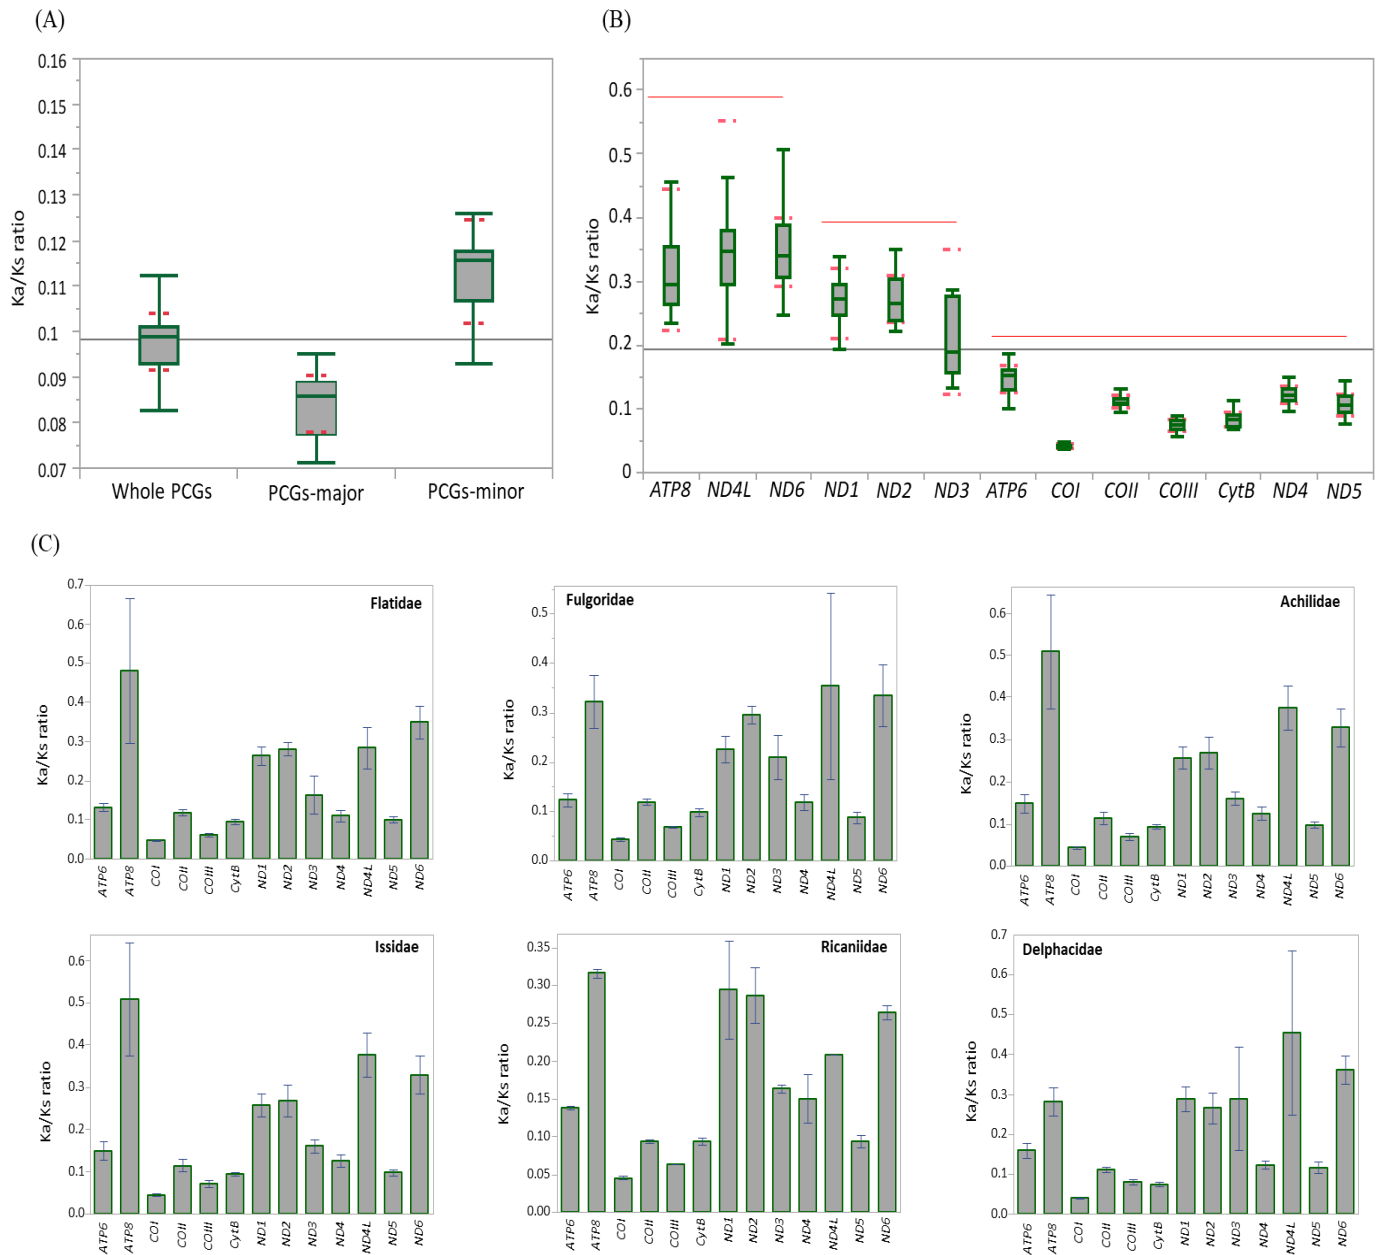 (A)
0.16
0.15
0.14
0.13
0.12
0.11
0.1
0.09
0.08
0.07
Ka/Ks ratio
Whole PCGs PCGs-major PCGs-minor
(B)
0.6
0.5
0.4
0.3
0.2
0.1
0
Ka/Ks ratio
ATP8 ND4L ND6 ND1 ND2 ND3 ATP6 COI COII COIII CytB ND4 ND5
(C)
Flatidae
0.7
0.6
0.5
0.4
0.3
0.2
0.1
0.0
Ka/Ks ratio
ATP6 ATP8 COI COII COIII CytB ND1 ND2 ND3 ND4 ND4L ND5 ND6
Fulgoridae
0.5
0.4
0.3
0.2
0.1
0.0
Ka/Ks ratio
ATP6 ATP8 COI COII COIII CytB ND1 ND2 ND3 ND4 ND4L ND5 ND6
Achilidae
0.6
0.5
0.4
0.3
0.2
0.1
0.0
Ka/Ks ratio
ATP6 ATP8 COI COII COIII CytB ND1 ND2 ND3 ND4 ND4L ND5 ND6
Issidae
0.6
0.5
0.4
0.3
0.2
0.1
0.0
Ka/Ks ratio
ATP6 ATP8 COI COII COIII CytB ND1 ND2 ND3 ND4 ND4L ND5 ND6
Ricaniidae
0.35
0.30
0.25
0.20
0.15
0.10
0.05
0.00
Ka/Ks ratio
ATP6 ATP8 COI COII COIII CytB ND1 ND2 ND3 ND4 ND4L ND5 ND6
Delphacidae
0.7
0.6
0.5
0.4
0.3
0.2
0.1
0.0
Ka/Ks ratio
ATP6 ATP8 COI COII COIII CytB ND1 ND2 ND3 ND4 ND4L ND5 ND6